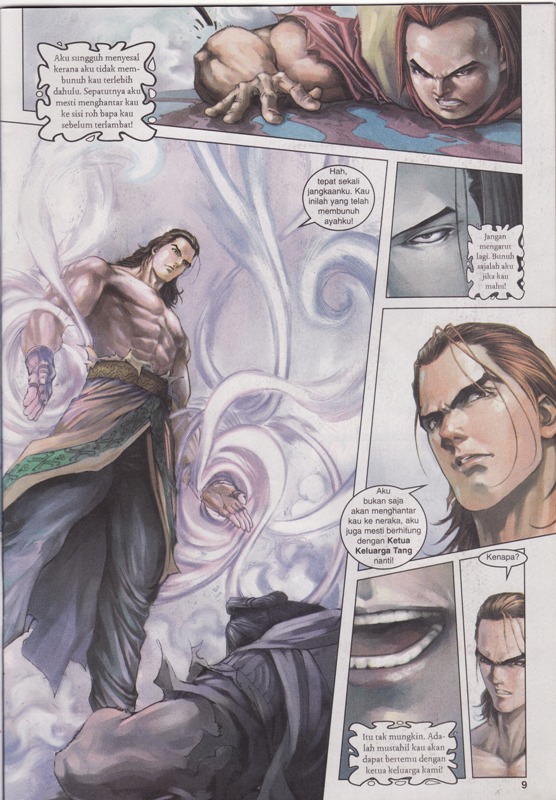 Aku sungguh menyesal
kerana aku tidak mem-
bunuh kau terlebih
dahulu. Sepatutnya aku
mesti menghantar kau
ke sisi roh bapa kau
sebelum terlambat!
Hah,
tepat sekali
jangkaanku. Kau
inilah yang telah
membunuh
ayahku!
Jangan
mengarut
lagi. Bunuh
sajalah aku
jika kau
mahu!
Aku
bukan saja
akan menghantar
kau ke neraka, aku
juga mesti berhitung
dengan Ketua
Keluarga Tang
nanti!
Kenapa?
Itu tak mungkin. Ada-
lah mustahil kau akan
dapat bertemu dengan
ketua keluarga kami!
9